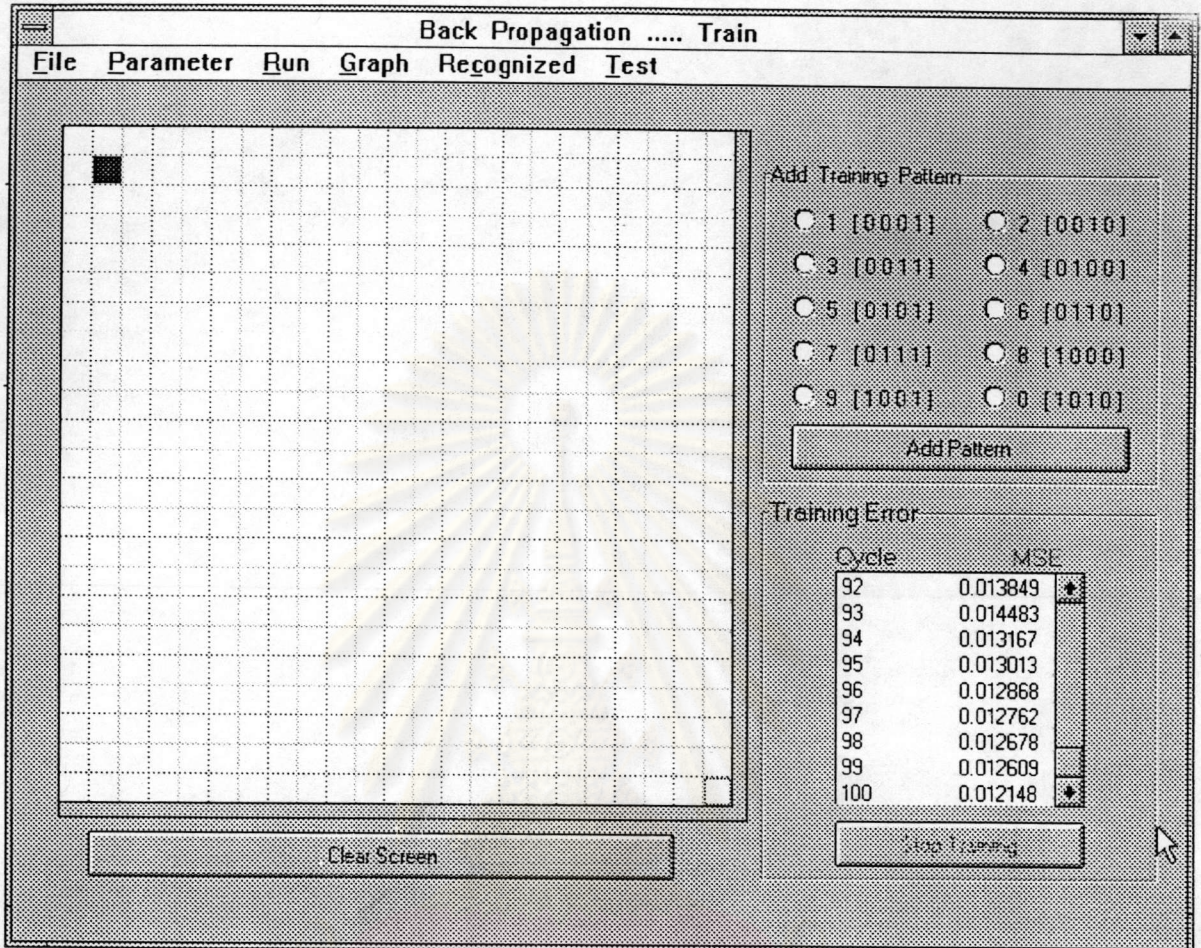 Back Propagation ..... Train
File Parameter Run Graph Recognized Test
Add Training Pattern
1 [0001] 2 [0010]
3 [0011] 4 [0100]
5 [0101] 6 [0110]
7 [0111] 8 [1000]
9 [1001] 0 [1010]
Add Pattern
Training Error
Cycle MSE
92 0.013849
93 0.014483
94 0.013167
95 0.013013
96 0.012868
97 0.012762
98 0.012678
99 0.012609
100 0.012148
Stop Training
Clear Screen